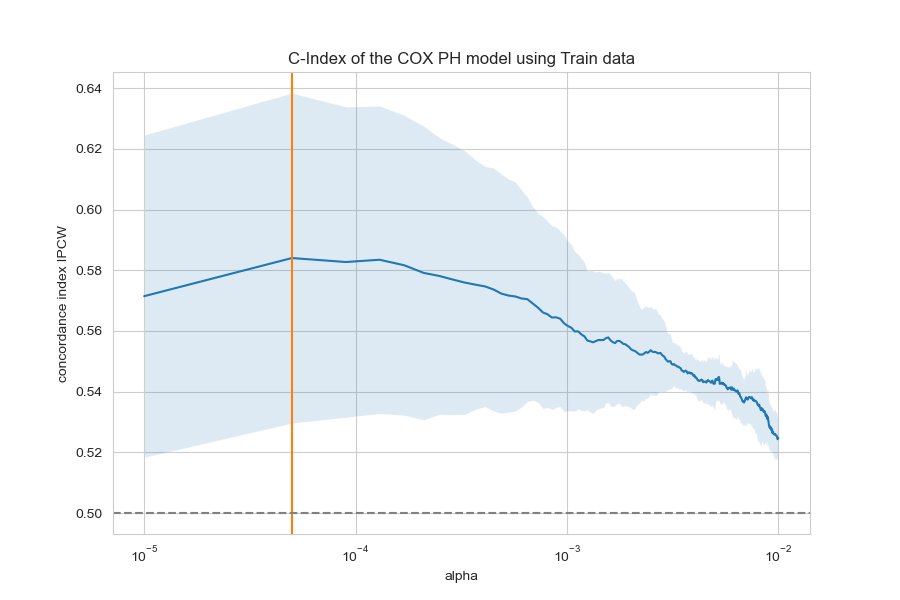 C-Index of the COX PH model using Train data
concordance index IPCW
0.64
0.62
0.60
0.58
0.56
0.54
0.52
0.50
10⁻⁵ 10⁻⁴ 10⁻³ 10⁻²
alpha